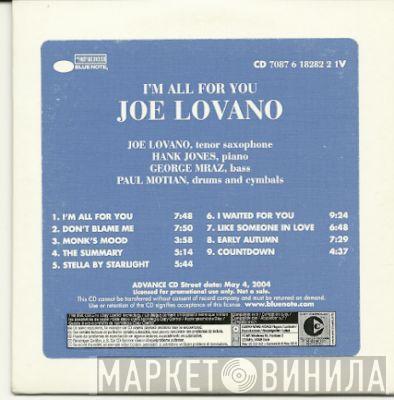 BLUE NOTE
CD 7087 6 18282 2 1V
I'M ALL FOR YOU
JOE LOVANO
JOE LOVANO, tenor saxophone
HANK JONES, piano
GEORGE MRAZ, bass
PAUL MOTIAN, drums and cymbals
1. I'M ALL FOR YOU 7:48
2. DON'T BLAME ME 7:50
3. MONK'S MOOD 3:58
4. THE SUMMARY 5:14
5. STELLA BY STARLIGHT 5:44
6. I WAITED FOR YOU 9:24
7. LIKE SOMEONE IN LOVE 6:48
8. EARLY AUTUMN 7:29
9. COUNTDOWN 4:37
ADVANCE CD Street date: May 4, 2004
Licensed for promotional use only. Not a sale.
This CD cannot be transferred without consent of record company and must be returned on demand.
Retention of the CD signifies acceptance of this license. www.bluenote.com
МАРКЕТ ВИНИЛА